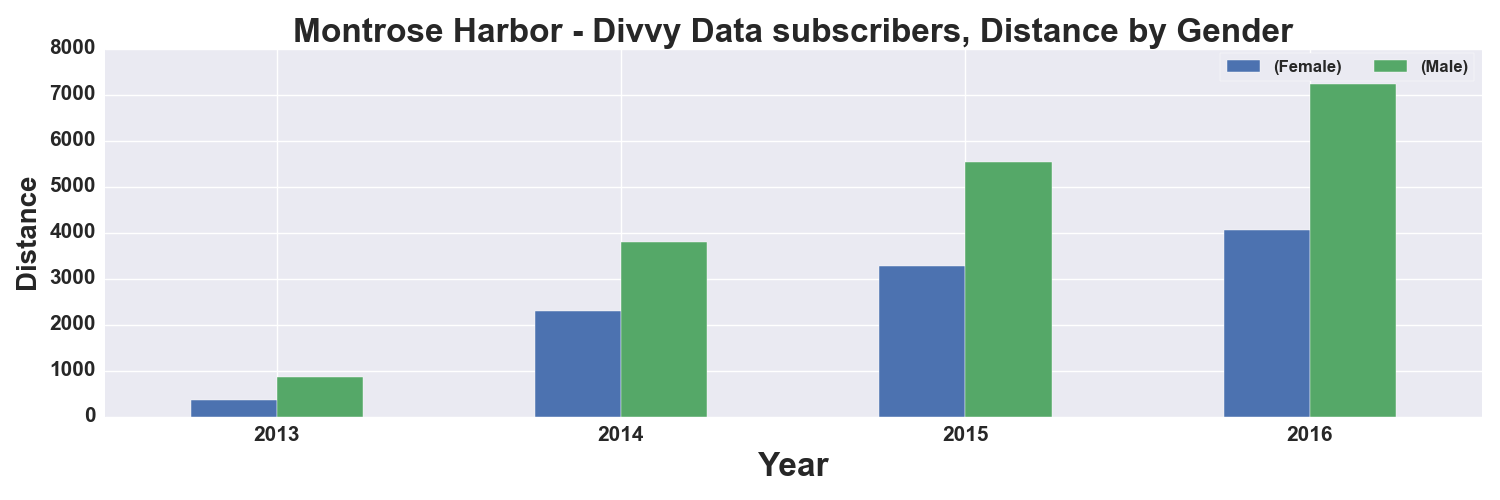 Montrose Harbor - Divvy Data subscribers, Distance by Gender
(Female) (Male)
8000
7000
6000
5000
4000
3000
2000
1000
0
Distance
2013 2014 2015 2016
Year